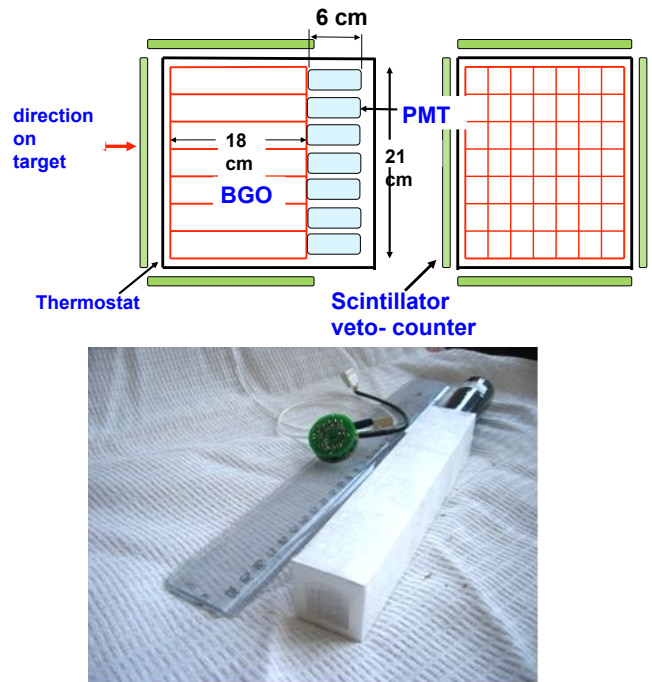 6 cm
direction
on
target
PMT
18
cm
21
cm
BGO
Thermostat
Scintillator
veto- counter